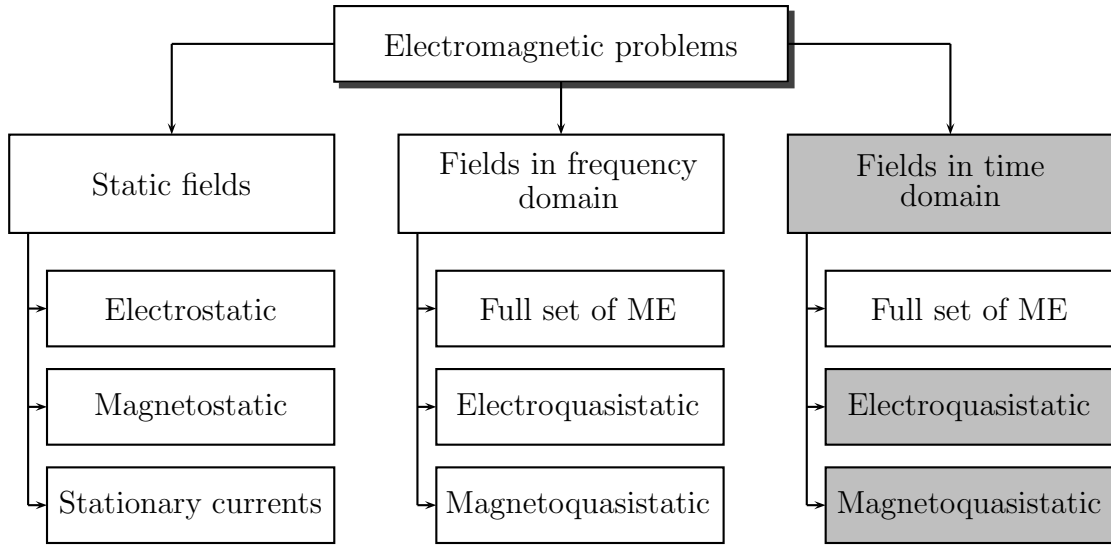 Electromagnetic problems
Static fields
Electrostatic
Magnetostatic
Stationary currents
Fields in frequency
domain
Full set of ME
Electroquasistatic
Magnetoquasistatic
Fields in time
domain
Full set of ME
Electroquasistatic
Magnetoquasistatic